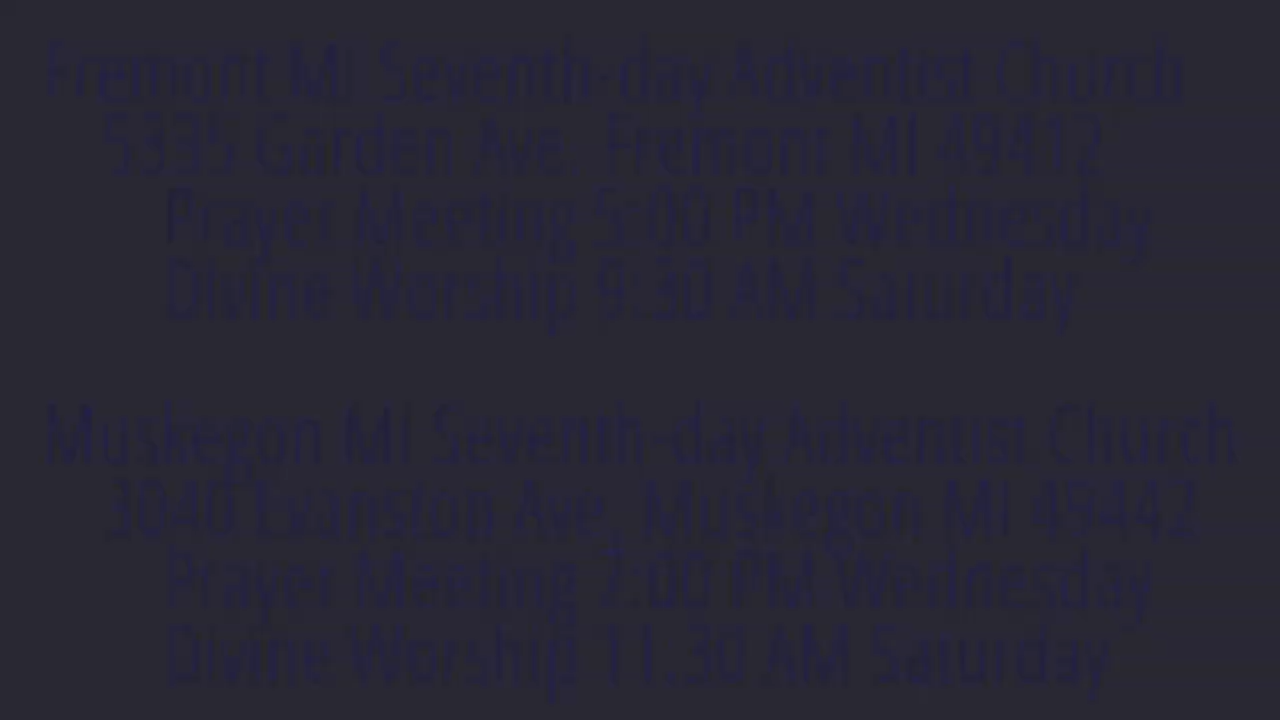 Fremont MI Seventh-day Adventist Church
5335 Garden Ave. Fremont MI 49412
Prayer Meeting 5:00 PM Wednesday
Divine Worship 9:30 AM Saturday
Muskegon MI Seventh-day Adventist Church
3040 Evanston Ave, Muskegon MI 49442
Prayer Meeting 7:00 PM Wednesday
Divine Worship 11:30 AM Saturday